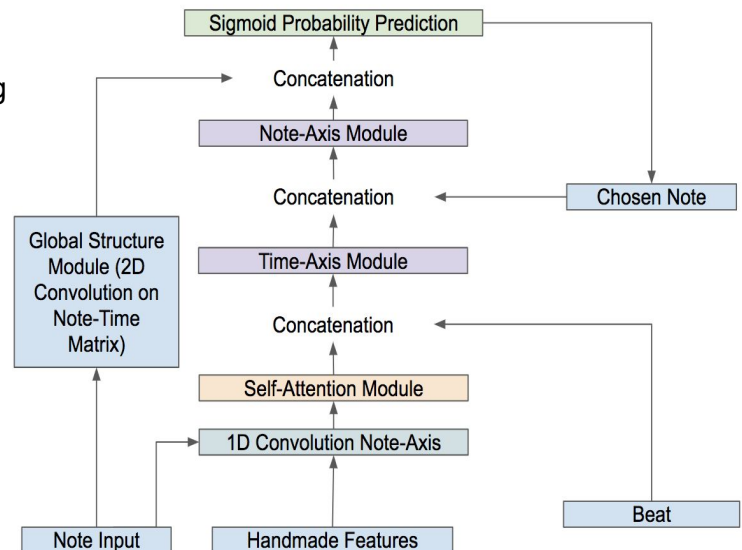 Sigmoid Probability Prediction
Concatenation
g
Note-Axis Module
Concatenation
Chosen Note
Global Structure
Module (2D
Convolution on
Note-Time
Matrix)
Time-Axis Module
Concatenation
Self-Attention Module
1D Convolution Note-Axis
Note Input
Handmade Features
Beat